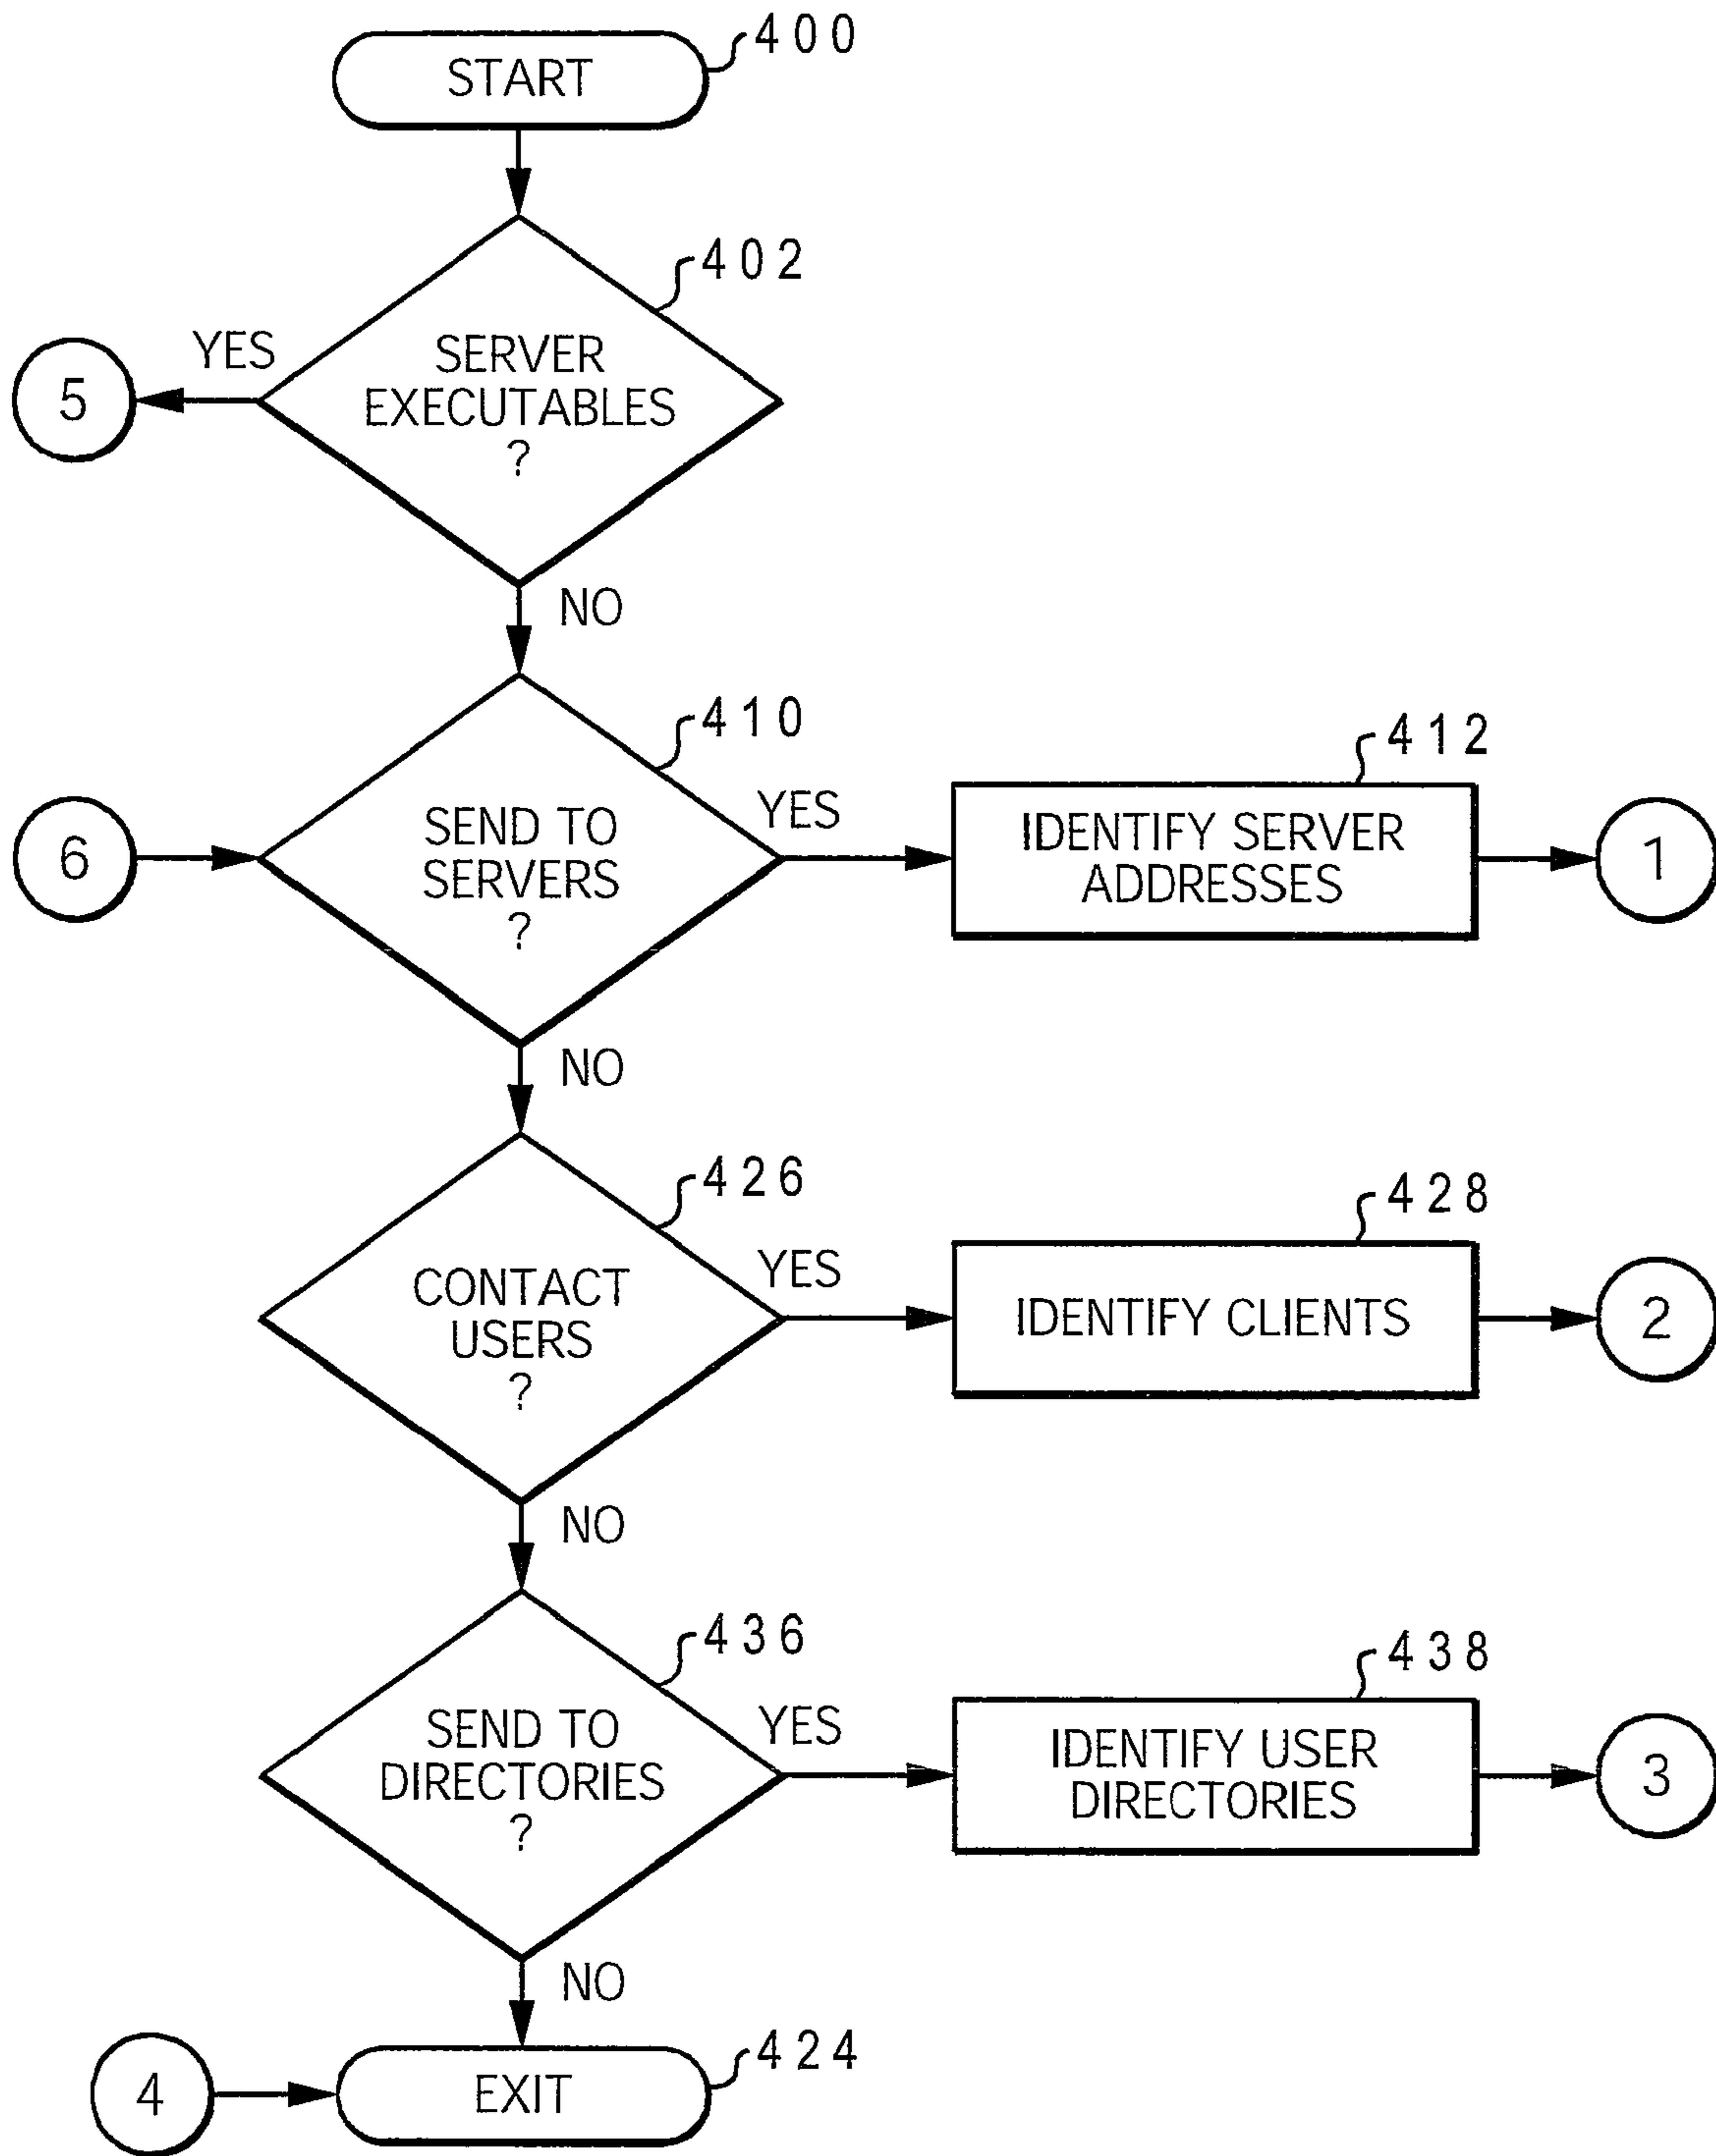 400
START
402
YES
SERVER
EXECUTABLES
?
5
NO
410
412
6
SEND TO
SERVERS
?
YES
IDENTIFY SERVER
ADDRESSES
1
NO
426
428
CONTACT
USERS
?
YES
IDENTIFY CLIENTS
2
NO
436
438
SEND TO
DIRECTORIES
?
YES
IDENTIFY USER
DIRECTORIES
3
NO
424
4
EXIT